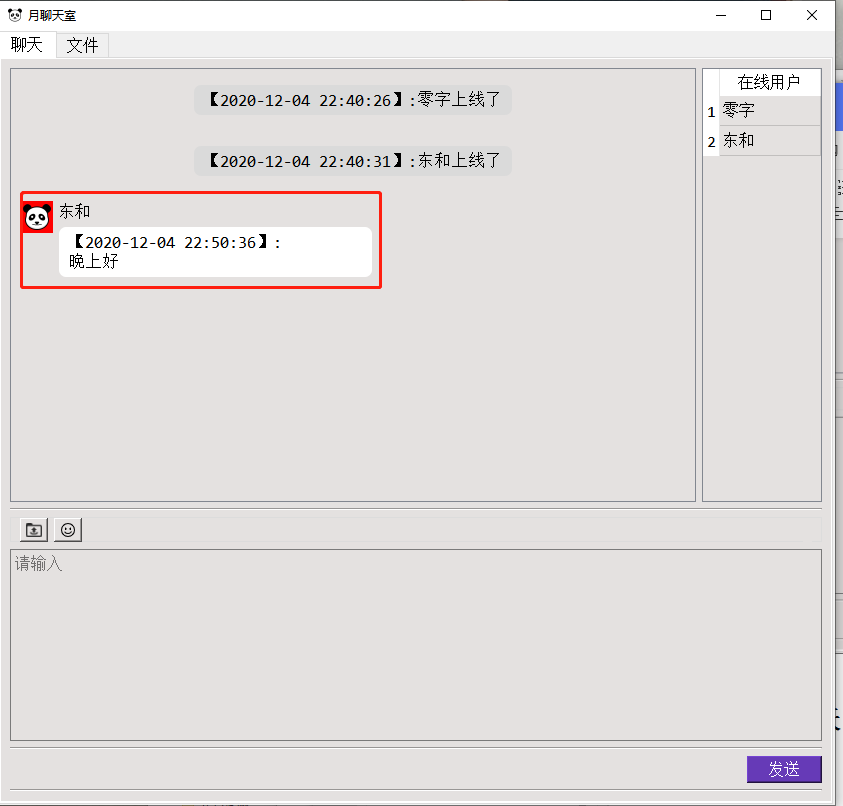 月聊天室
聊天 文件
【2020-12-04 22:40:26】:零字上线了
【2020-12-04 22:40:31】:东和上线了
东和
【2020-12-04 22:50:36】:
晚上好
在线用户
1 零字
2 东和
请输入
发送